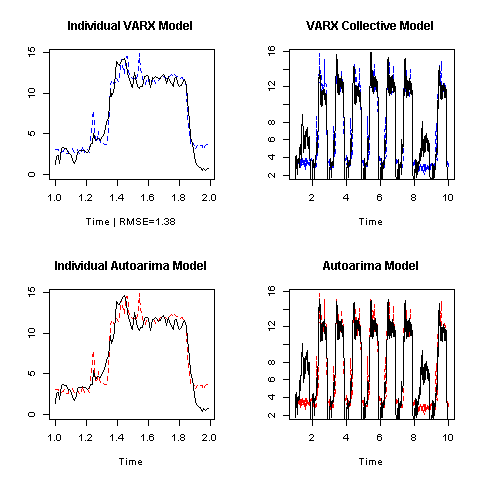 Individual VARX Model
VARX Collective Model
15
10
5
0
1.0 1.2 1.4 1.6 1.8 2.0
Time | RMSE=1.38
16
12
8
6
4
2
2 4 6 8 10
Time
Individual Autoarima Model
Autoarima Model
15
10
5
0
1.0 1.2 1.4 1.6 1.8 2.0
Time
16
12
8
6
4
2
2 4 6 8 10
Time